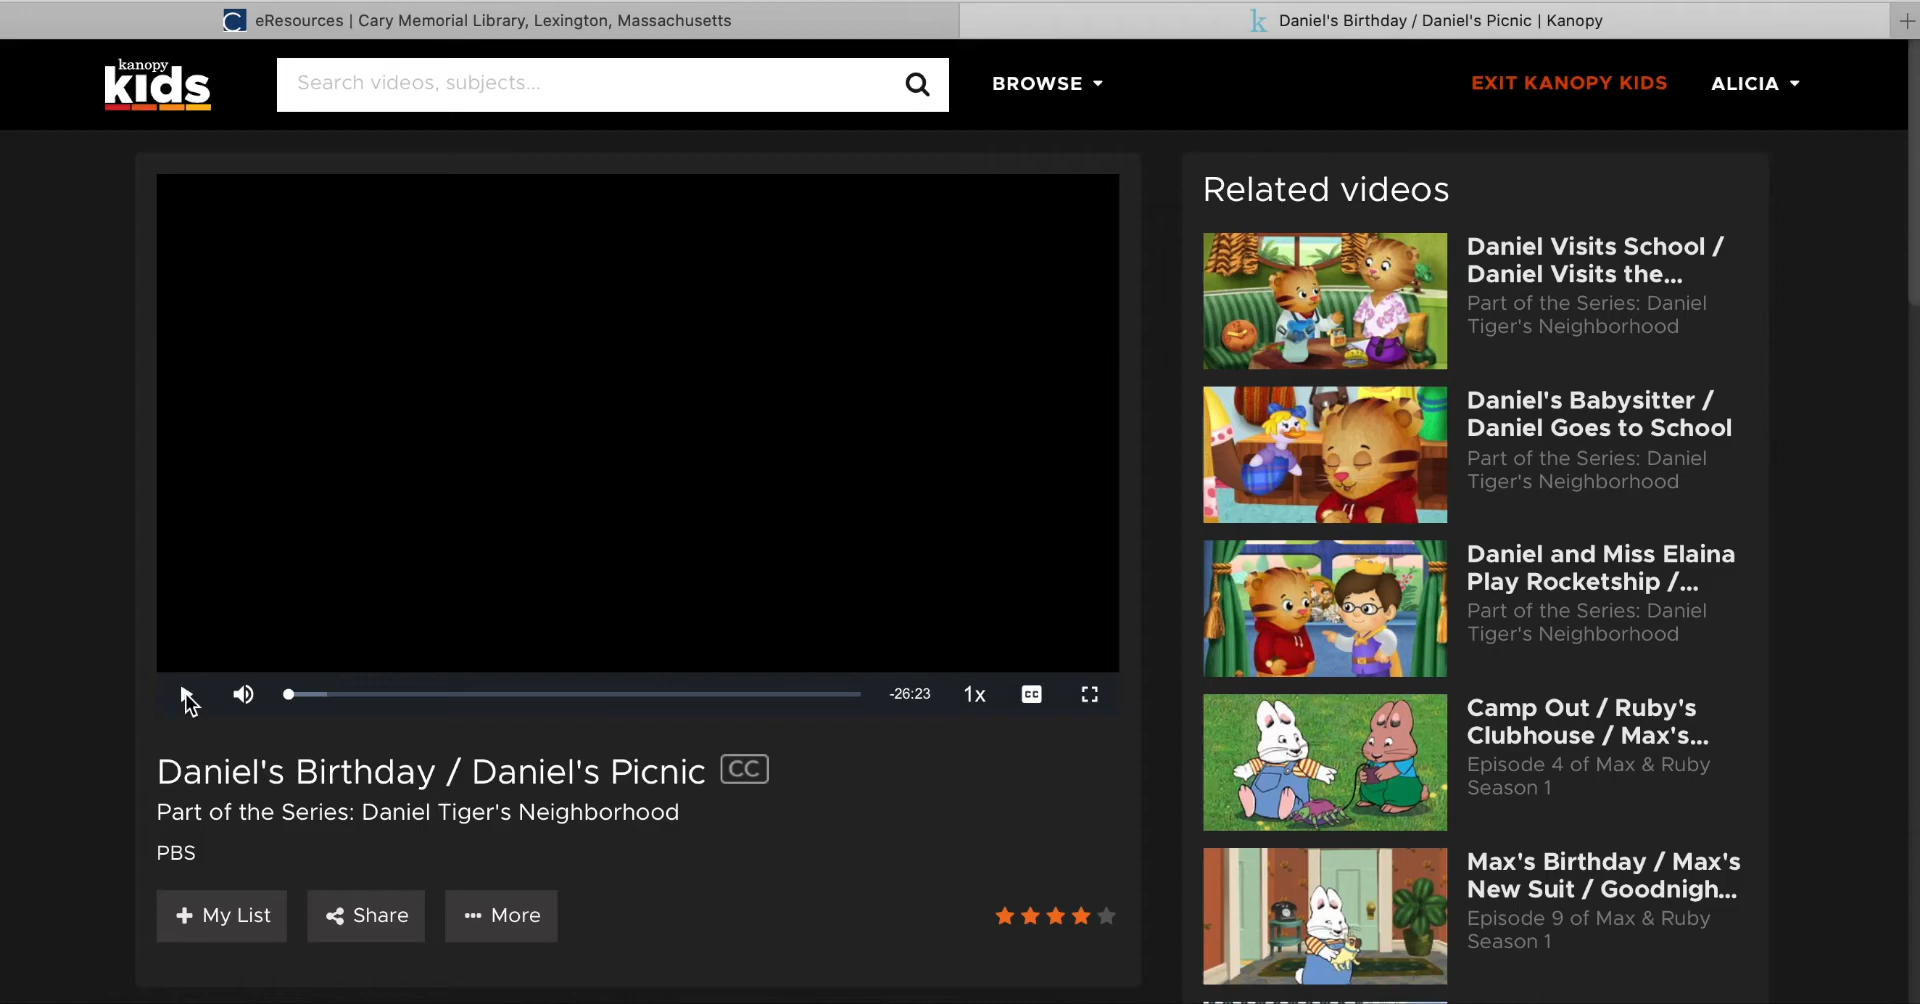 eResources | Cary Memorial Library, Lexington, Massachusetts
Daniel's Birthday / Daniel's Picnic | Kanopy
kanopy
kids
Search videos, subjects...
BROWSE
EXIT KANOPY KIDS
ALICIA
-26:23
1x
CC
Daniel's Birthday / Daniel's Picnic CC
Part of the Series: Daniel Tiger's Neighborhood
PBS
My List
Share
More
Related videos
Daniel Visits School /
Daniel Visits the...
Part of the Series: Daniel
Tiger's Neighborhood
Daniel's Babysitter /
Daniel Goes to School
Part of the Series: Daniel
Tiger's Neighborhood
Daniel and Miss Elaina
Play Rocketship /...
Part of the Series: Daniel
Tiger's Neighborhood
Camp Out / Ruby's
Clubhouse / Max's...
Episode 4 of Max & Ruby
Season 1
Max's Birthday / Max's
New Suit / Goodnigh...
Episode 9 of Max & Ruby
Season 1